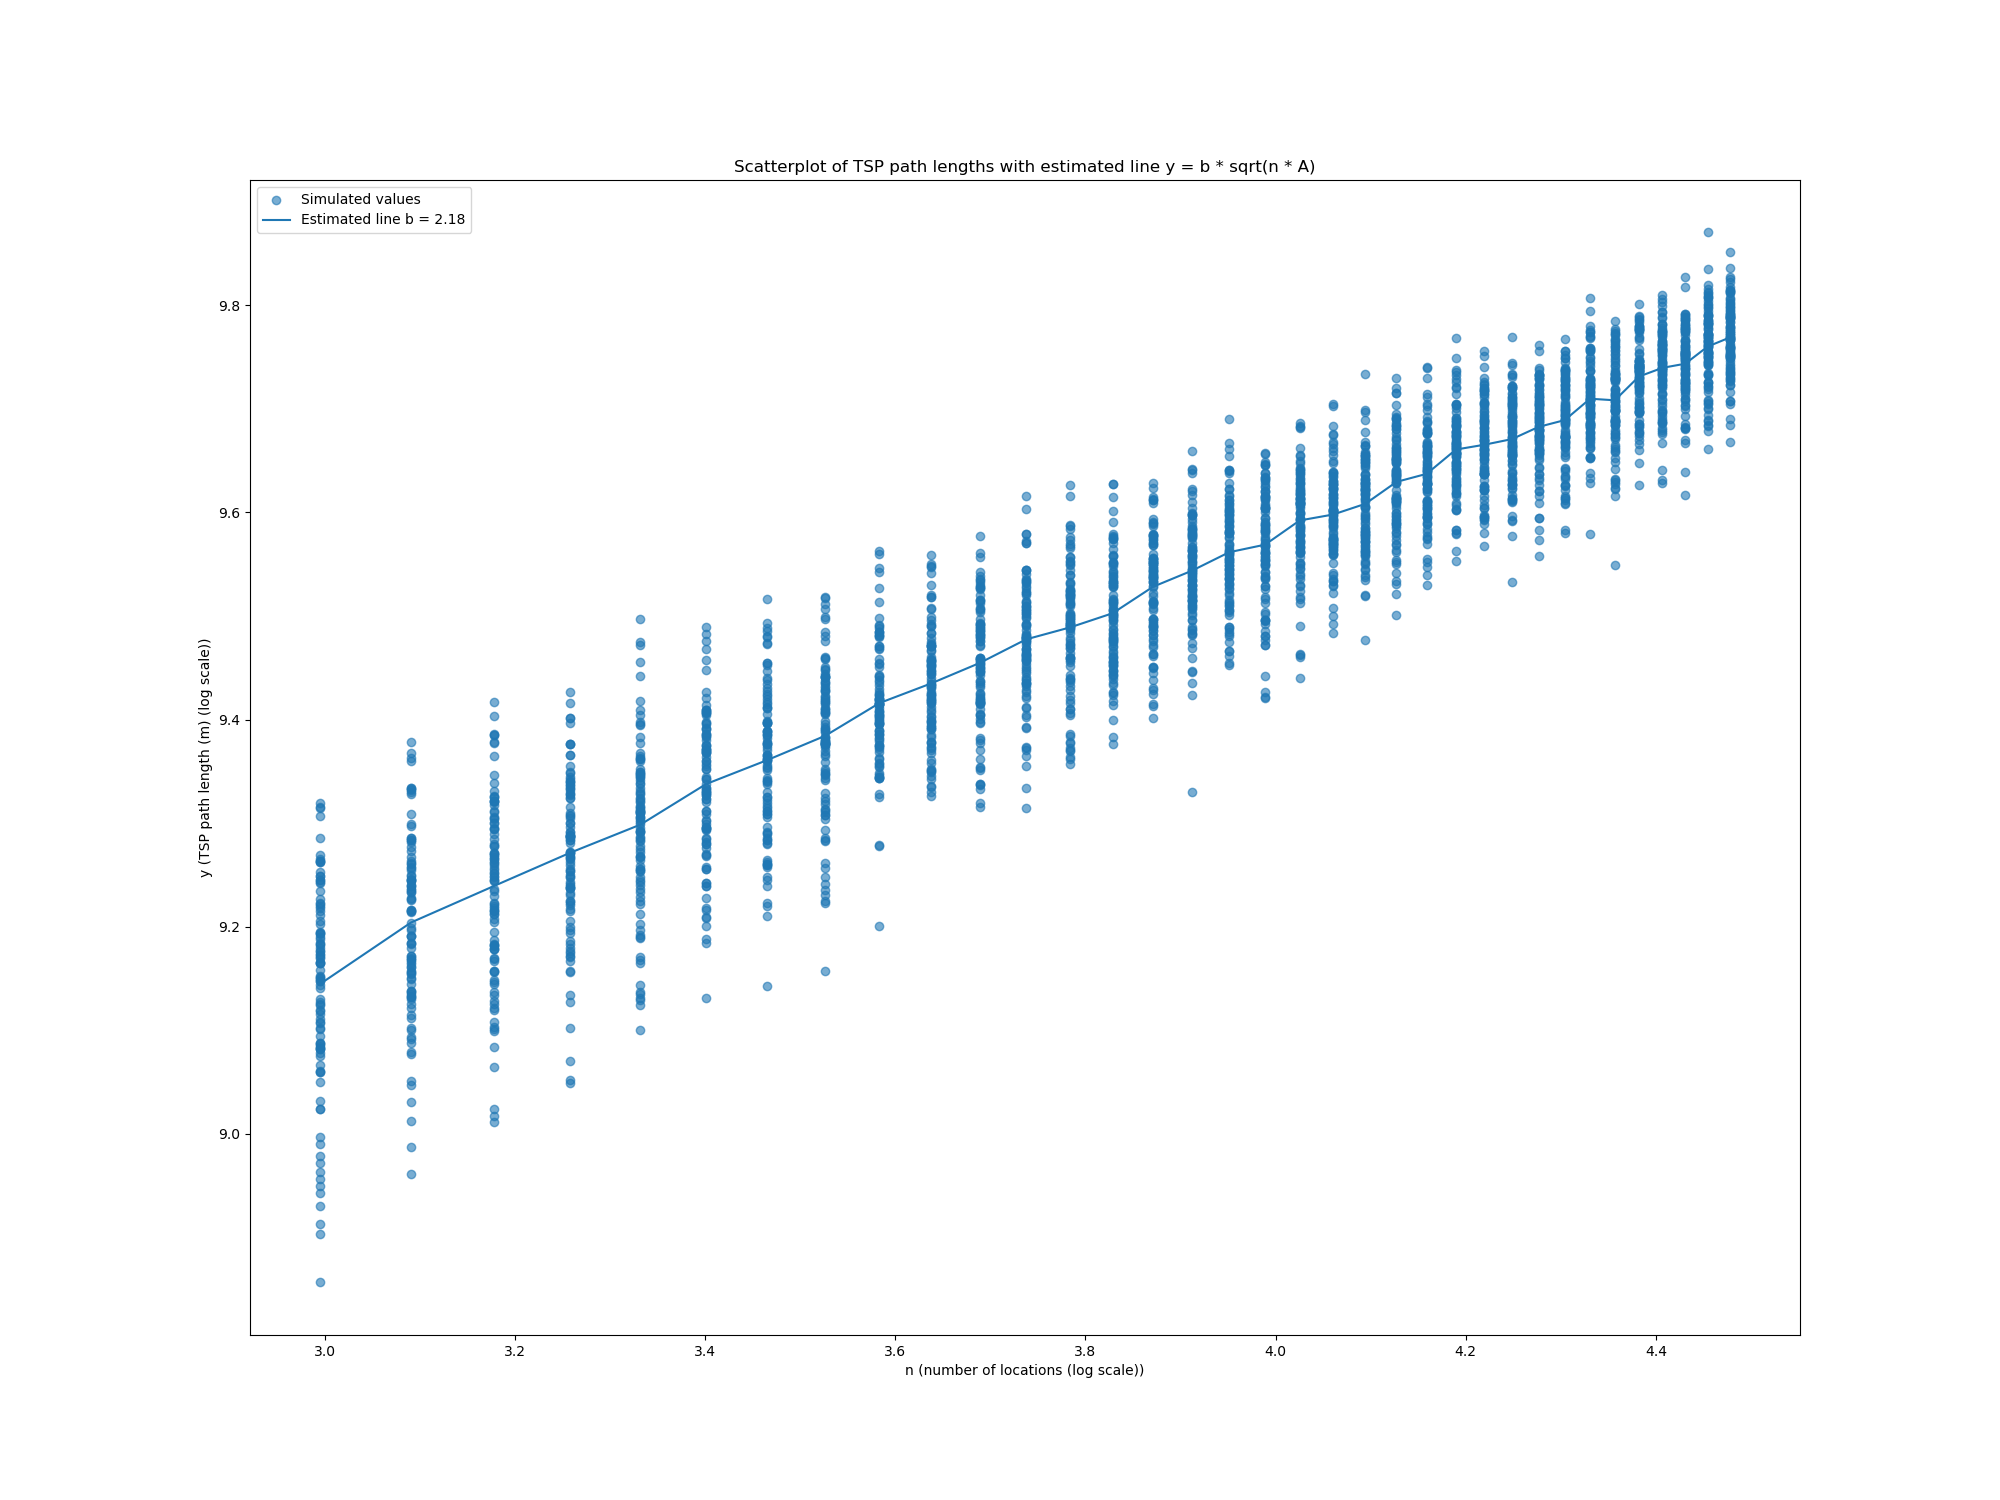 Scatterplot of TSP path lengths with estimated line y = b * sqrt(n * A)
Simulated values
Estimated line b = 2.18
9.8
9.6
9.4
9.2
9.0
y (TSP path length (m) (log scale))
3.0 3.2 3.4 3.6 3.8 4.0 4.2 4.4
n (number of locations (log scale))